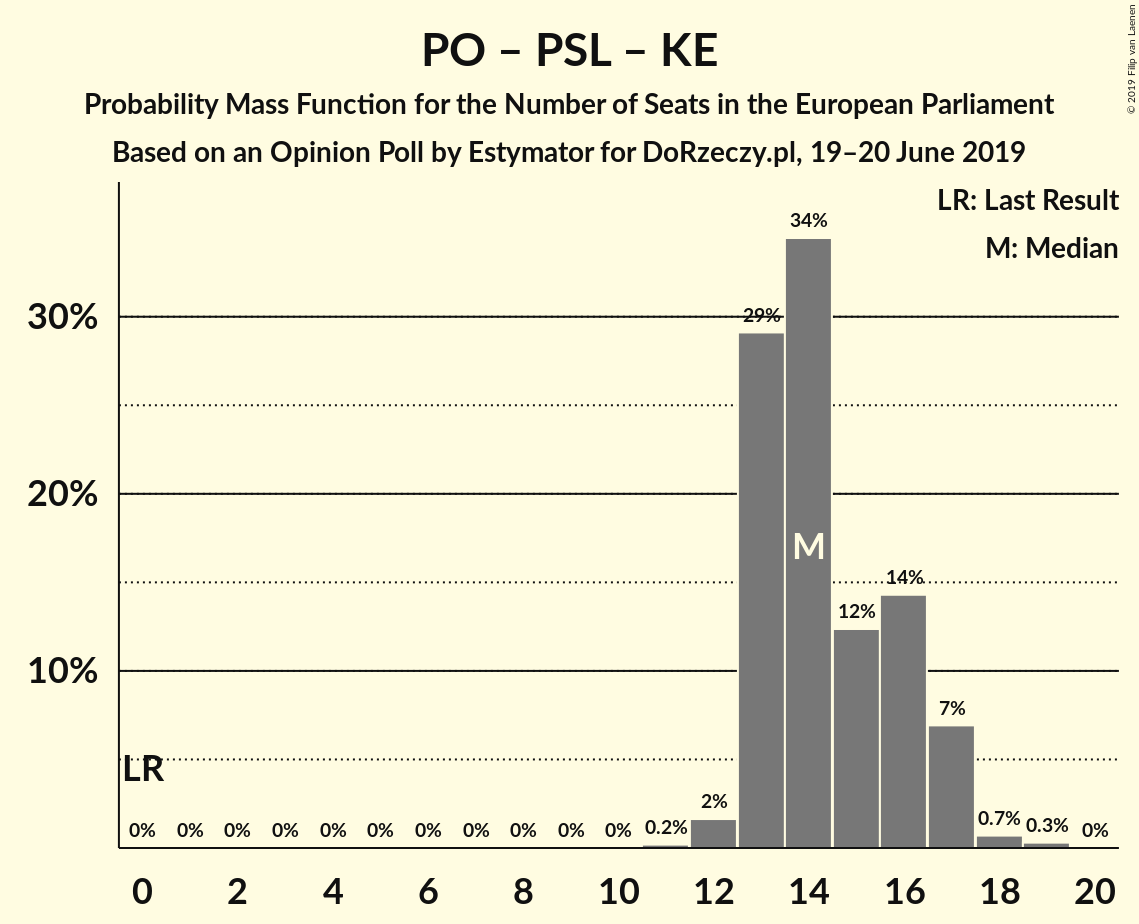 PO – PSL – KE
Probability Mass Function for the Number of Seats in the European Parliament
Based on an Opinion Poll by Estymator for DoRzeczy.pl, 19–20 June 2019
© 2019 Filip van Laenen
LR: Last Result
M: Median
34%
30%
29%
20%
M
14%
12%
10%
7%
LR
2%
0% 0% 0% 0% 0% 0% 0% 0% 0% 0% 0% 0.2% 0.7% 0.3% 0%
0 2 4 6 8 10 12 14 16 18 20